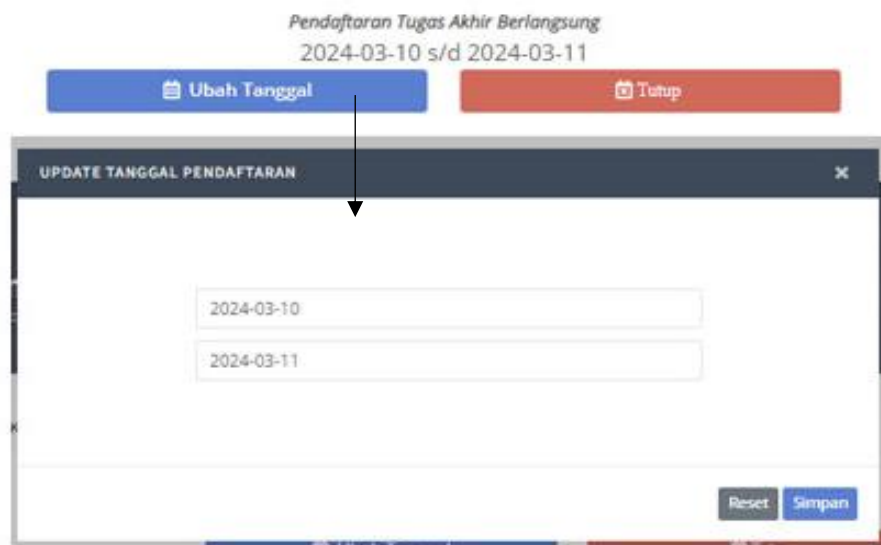 Pendaftaran Tugas Akhir Berlangsung
2024-03-10 s/d 2024-03-11
Ubah Tanggal
Tutup
UPDATE TANGGAL PENDAFTARAN
2024-03-10
2024-03-11
Reset Simpan